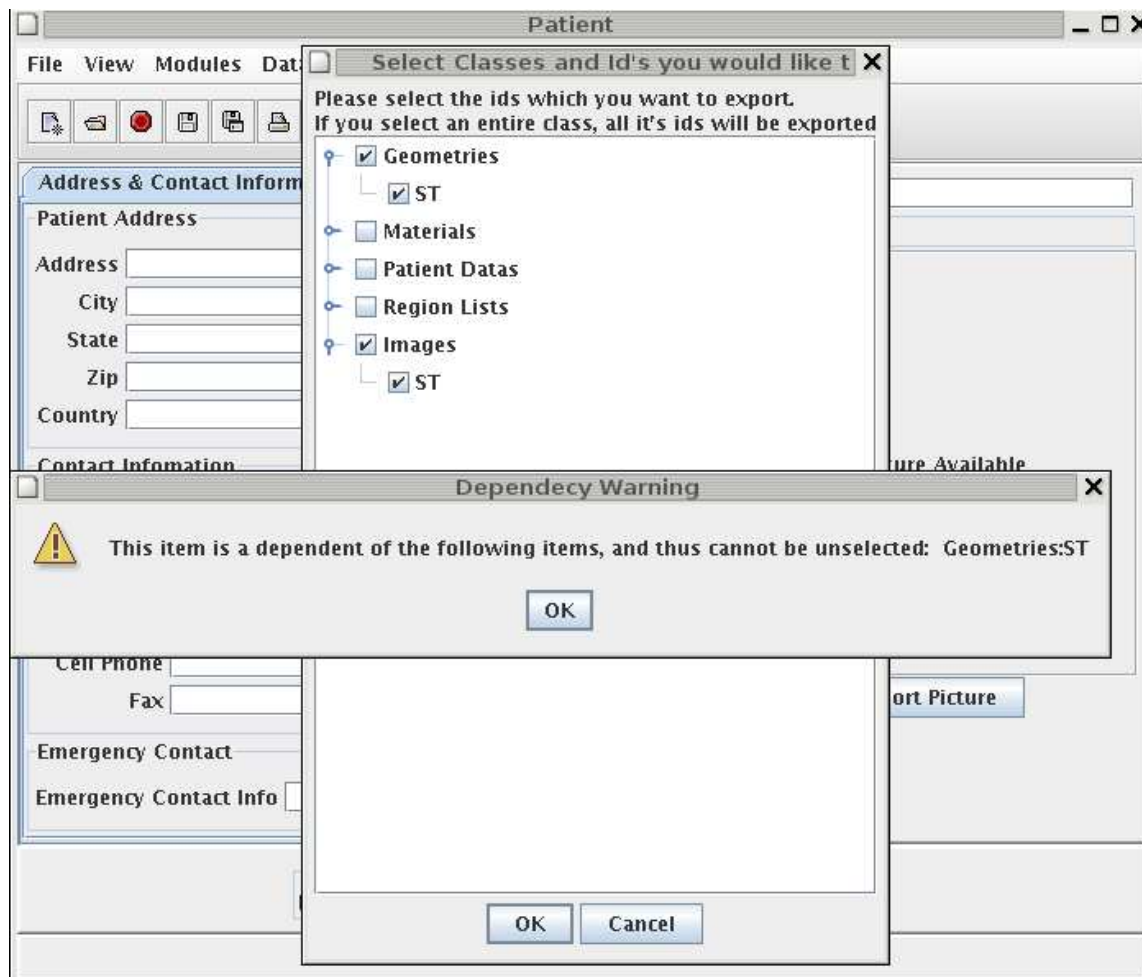 Patient
File View Modules Dat
Select Classes and Id's you would like t
Please select the ids which you want to export.
If you select an entire class, all it's ids will be exported
Geometries
ST
Materials
Patient Datas
Region Lists
Images
ST
Address & Contact Inform
Patient Address
Address
City
State
Zip
Country
Contact Infomation
ure Available
Dependecy Warning
This item is a dependent of the following items, and thus cannot be unselected: Geometries:ST
OK
Cell Phone
Fax
ort Picture
Emergency Contact
Emergency Contact Info
OK Cancel